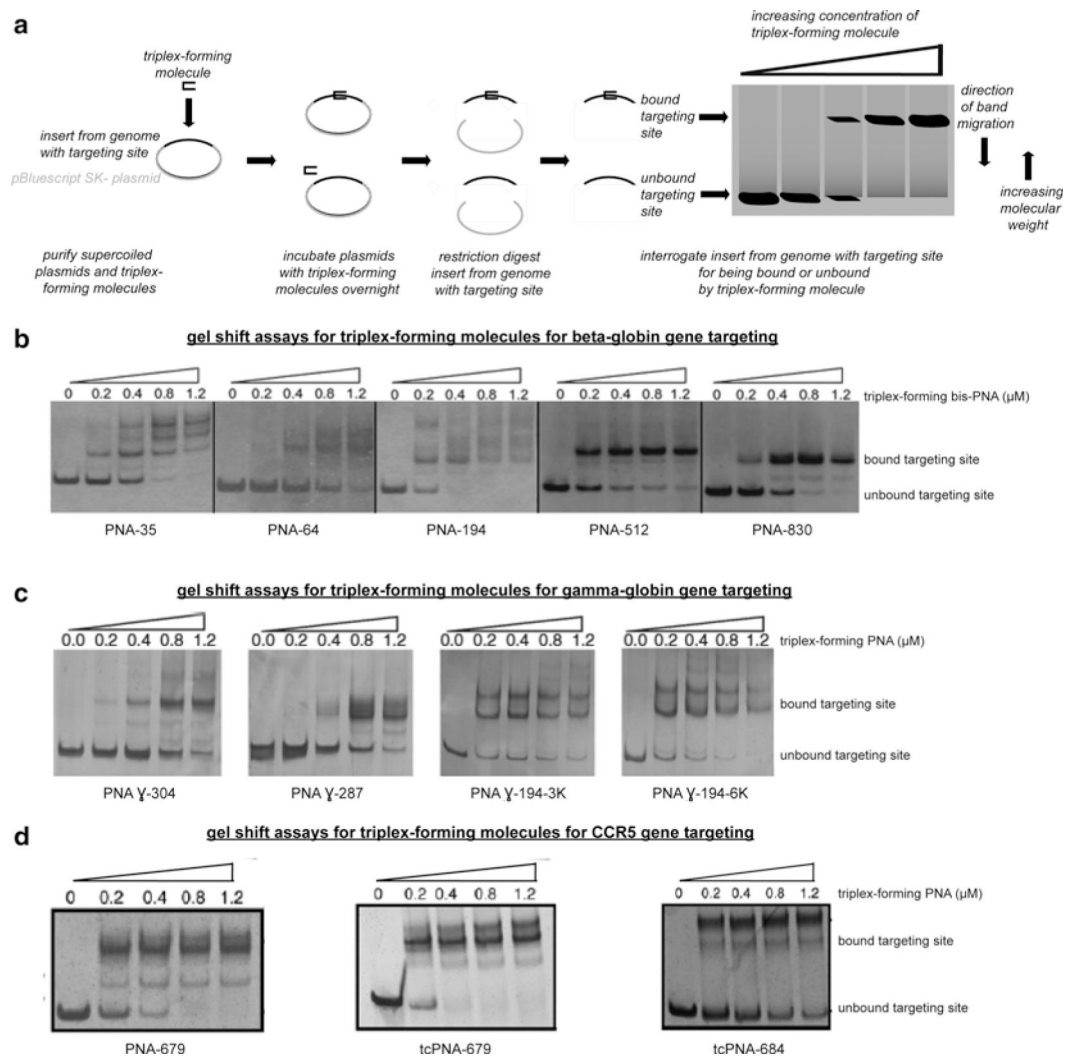 a
triplex-forming
molecule
insert from genome
with targeting site
pBluescript SK- plasmid
purify supercoiled
plasmids and triplex-
forming molecules
incubate plasmids
with triplex-forming
molecules overnight
restriction digest
insert from genome
with targeting site
bound
targeting
site
unbound
targeting
site
increasing concentration of
triplex-forming molecule
direction
of band
migration
increasing
molecular
weight
interrogate insert from genome with targeting site
for being bound or unbound
by triplex-forming molecule
b
gel shift assays for triplex-forming molecules for beta-globin gene targeting
0 0.2 0.4 0.8 1.2 0 0.2 0.4 0.8 1.2 0 0.2 0.4 0.8 1.2 0 0.2 0.4 0.8 1.2 0 0.2 0.4 0.8 1.2 triplex-forming bis-PNA (µM)
bound targeting site
unbound targeting site
PNA-35 PNA-64 PNA-194 PNA-512 PNA-830
c
gel shift assays for triplex-forming molecules for gamma-globin gene targeting
0.0 0.2 0.4 0.8 1.2 0.0 0.2 0.4 0.8 1.2 0.0 0.2 0.4 0.8 1.2 0.0 0.2 0.4 0.8 1.2 triplex-forming PNA (µM)
bound targeting site
unbound targeting site
PNA Ɣ-304 PNA Ɣ-287 PNA Ɣ-194-3K PNA Ɣ-194-6K
d
gel shift assays for triplex-forming molecules for CCR5 gene targeting
0 0.2 0.4 0.8 1.2 0 0.2 0.4 0.8 1.2 0 0.2 0.4 0.8 1.2 triplex-forming PNA (µM)
bound targeting site
unbound targeting site
PNA-679 tcPNA-679 tcPNA-684